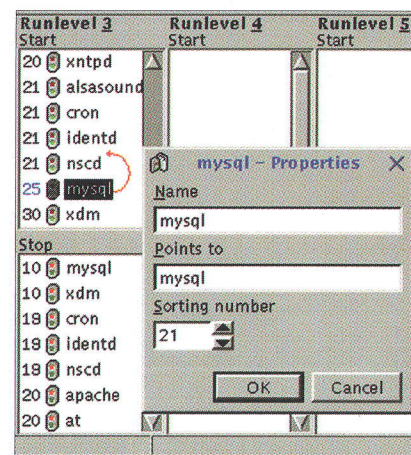 Runlevel 3
Start
20 xntpd
21 alsasound
21 cron
21 identd
21 nscd
25 mysql
30 xdm
Stop
10 mysql
10 xdm
19 cron
19 identd
19 nscd
20 apache
20 at
Runlevel 4
Start
Runlevel 5
Start
mysql – Properties
Name
mysql
Points to
mysql
Sorting number
21
OK
Cancel